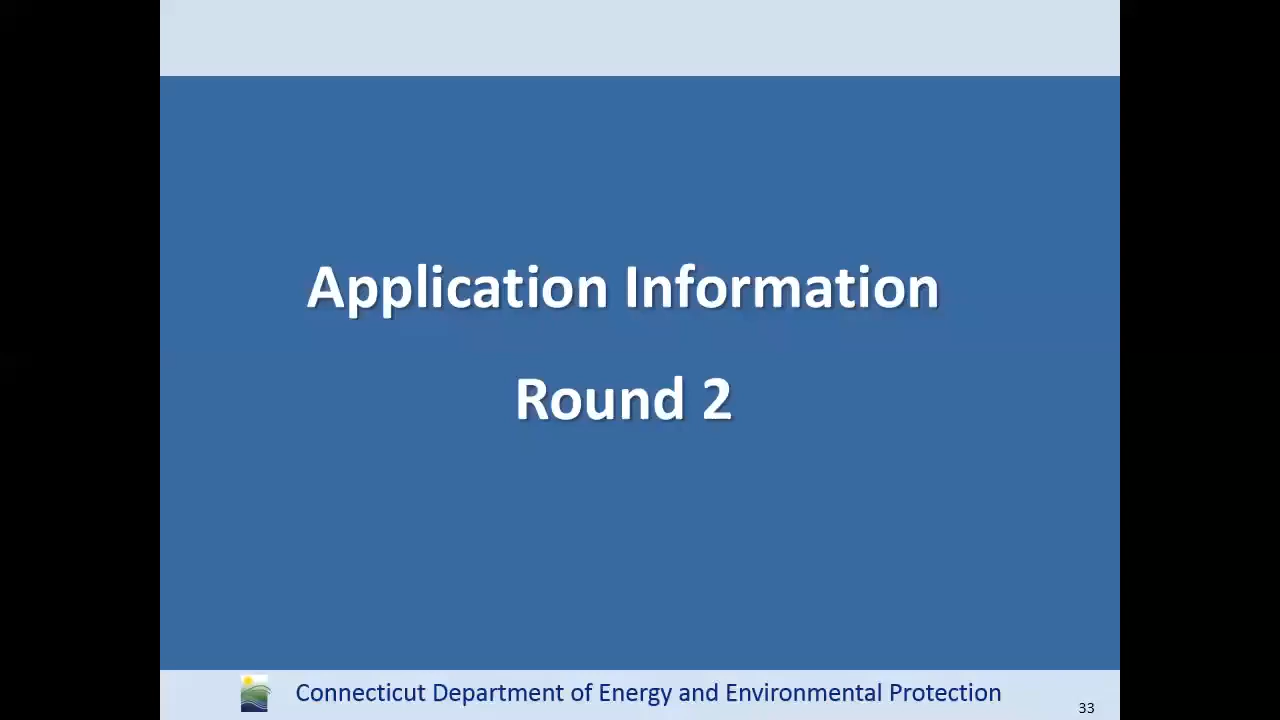 Application Information
Round 2
Connecticut Department of Energy and Environmental Protection
33